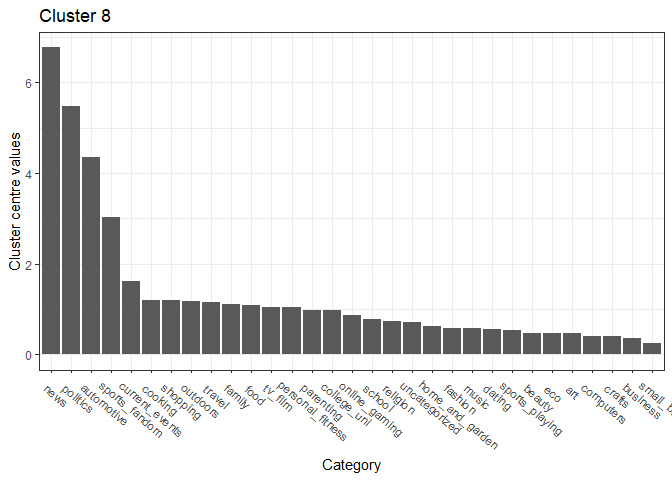 Cluster 8
Cluster centre values
6
4
2
0
news
politics
automotive
sports_fandom
current_events
cooking
shopping
outdoors
travel
family
food
tv_film
personal_fitness
parenting
college_uni
online_gaming
school
religion
uncategorized
home_and_garden
fashion
music
dating
sports_playing
beauty
eco
art
computers
crafts
business
small_b
Category